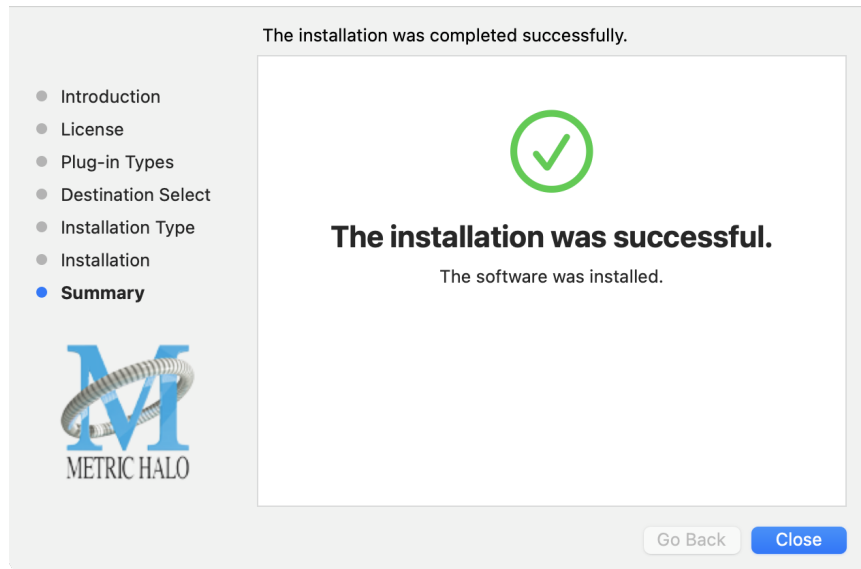 The installation was completed successfully.
Introduction
License
Plug-in Types
Destination Select
Installation Type
Installation
Summary
The installation was successful.
The software was installed.
METRIC HALO
Go Back
Close